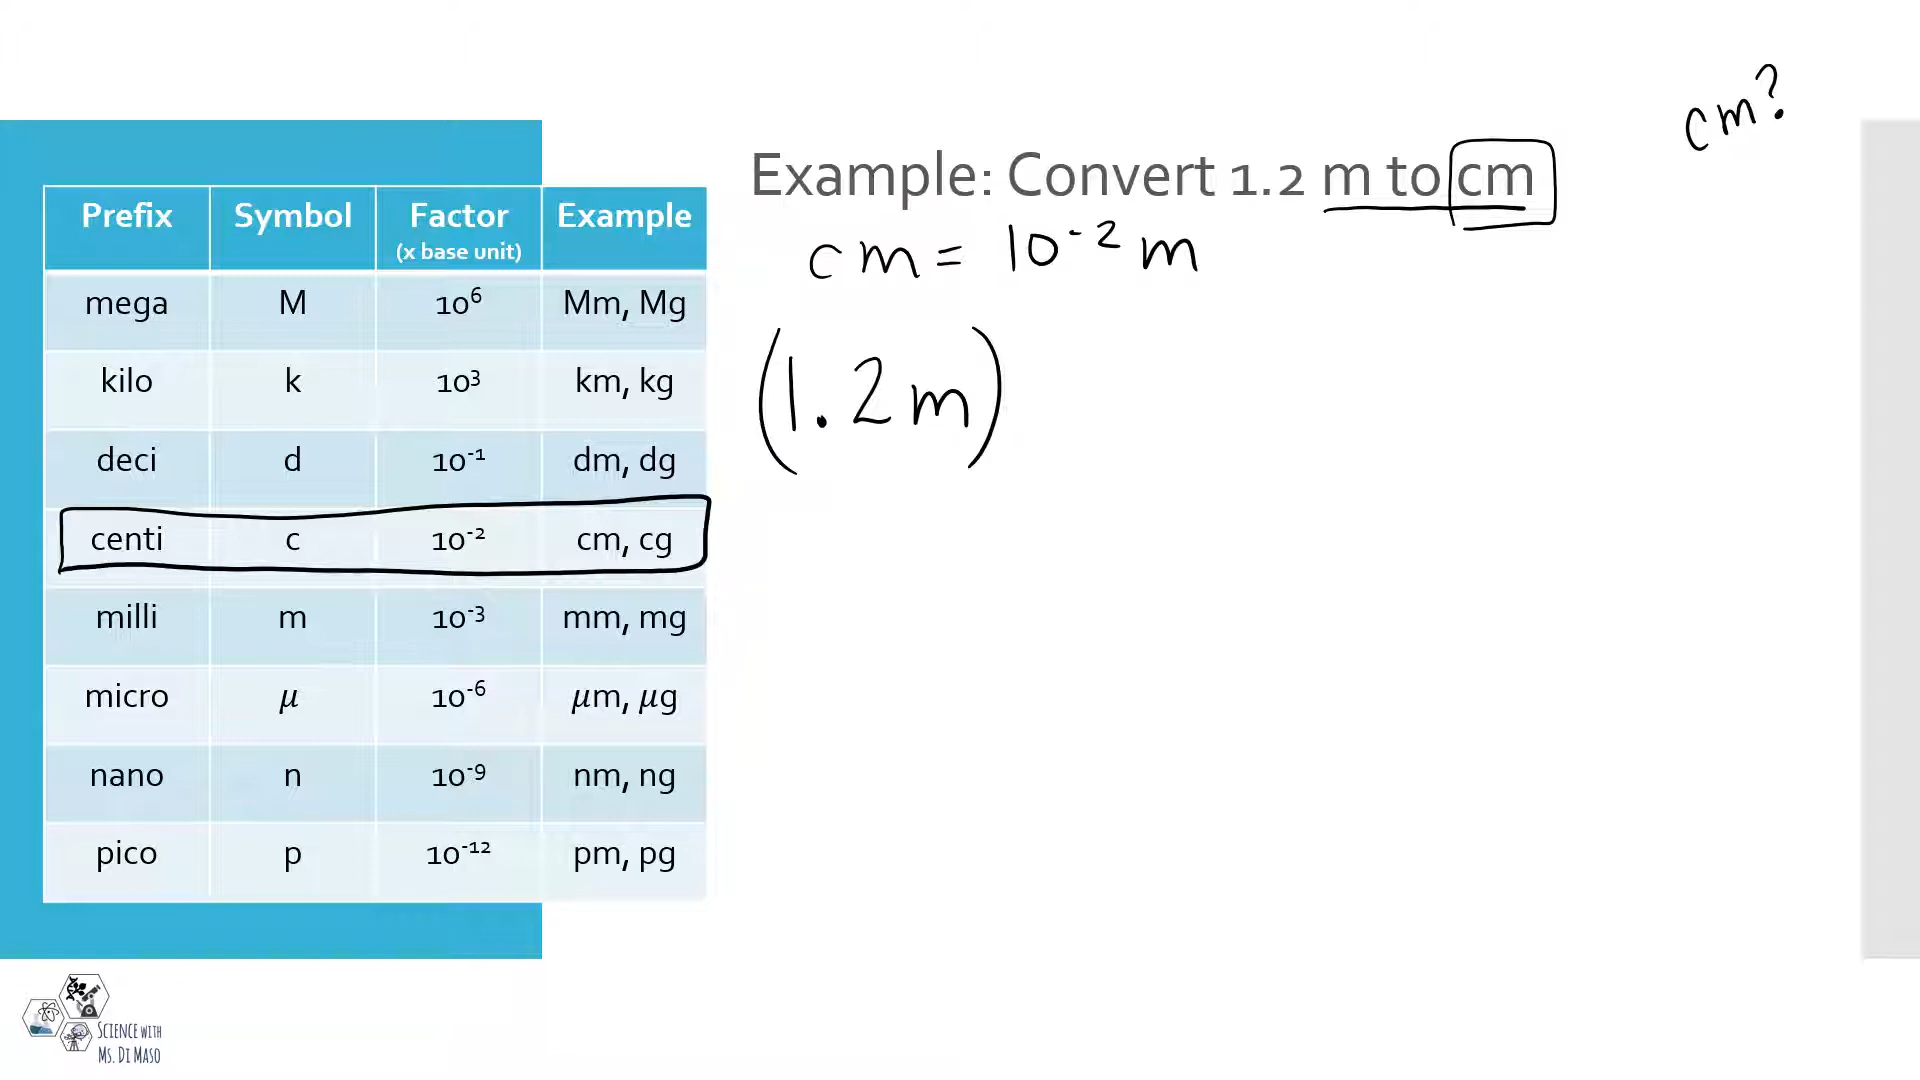 cm?
Example: Convert 1.2 m to cm
cm = 10⁻² m
(1.2 m)
Prefix Symbol Factor (x base unit) Example
mega M 10⁶ Mm, Mg
kilo k 10³ km, kg
deci d 10⁻¹ dm, dg
centi c 10⁻² cm, cg
milli m 10⁻³ mm, mg
micro μ 10⁻⁶ μm, μg
nano n 10⁻⁹ nm, ng
pico p 10⁻¹² pm, pg
SCIENCE WITH
MS. DI MASO